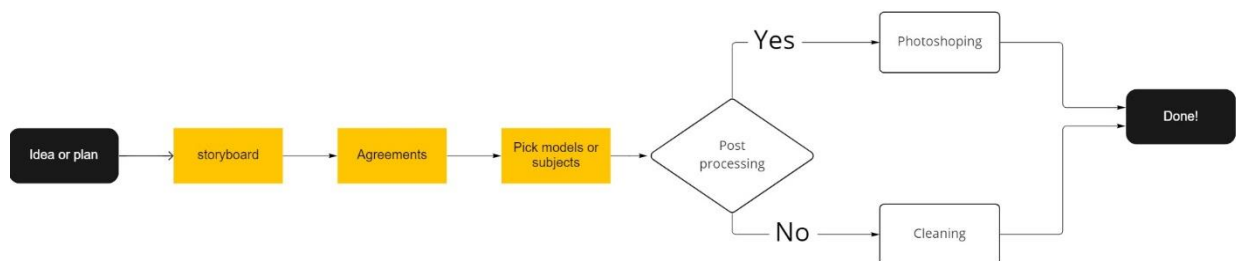 Idea or plan
storyboard
Agreements
Pick models or
subjects
Post
processing
Yes
Photoshoping
No
Cleaning
Done!